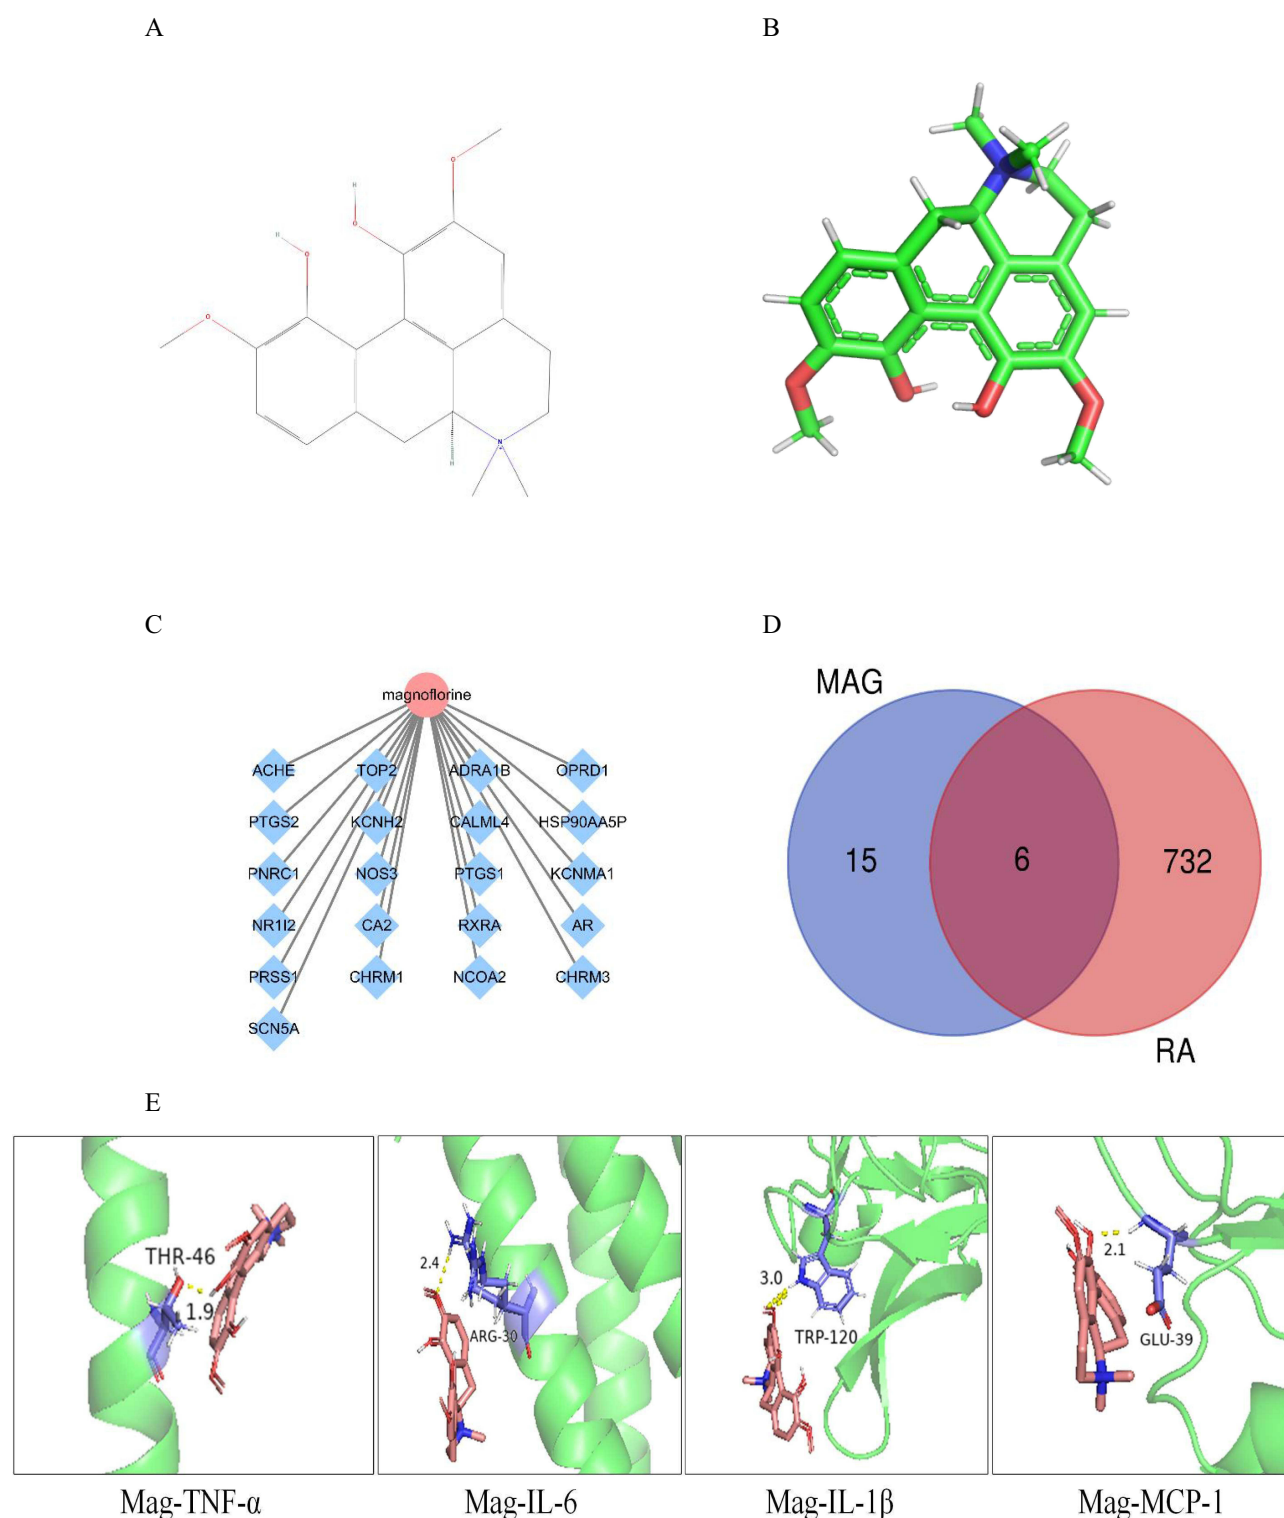 A
B
H
O
O
H
O
O
N
+
H
C
D
magnoflorine
ACHE TOP2 ADRA1B OPRD1
PTGS2 KCNH2 CALML4 HSP90AA5P
PNRC1 NOS3 PTGS1 KCNMA1
NR1I2 CA2 RXRA AR
PRSS1 CHRM1 NCOA2 CHRM3
SCN5A
MAG
15 6 732
RA
E
THR-46
1.9
2.4
ARG-30
3.0
TRP-120
2.1
GLU-39
Mag-TNF-α Mag-IL-6 Mag-IL-1β Mag-MCP-1